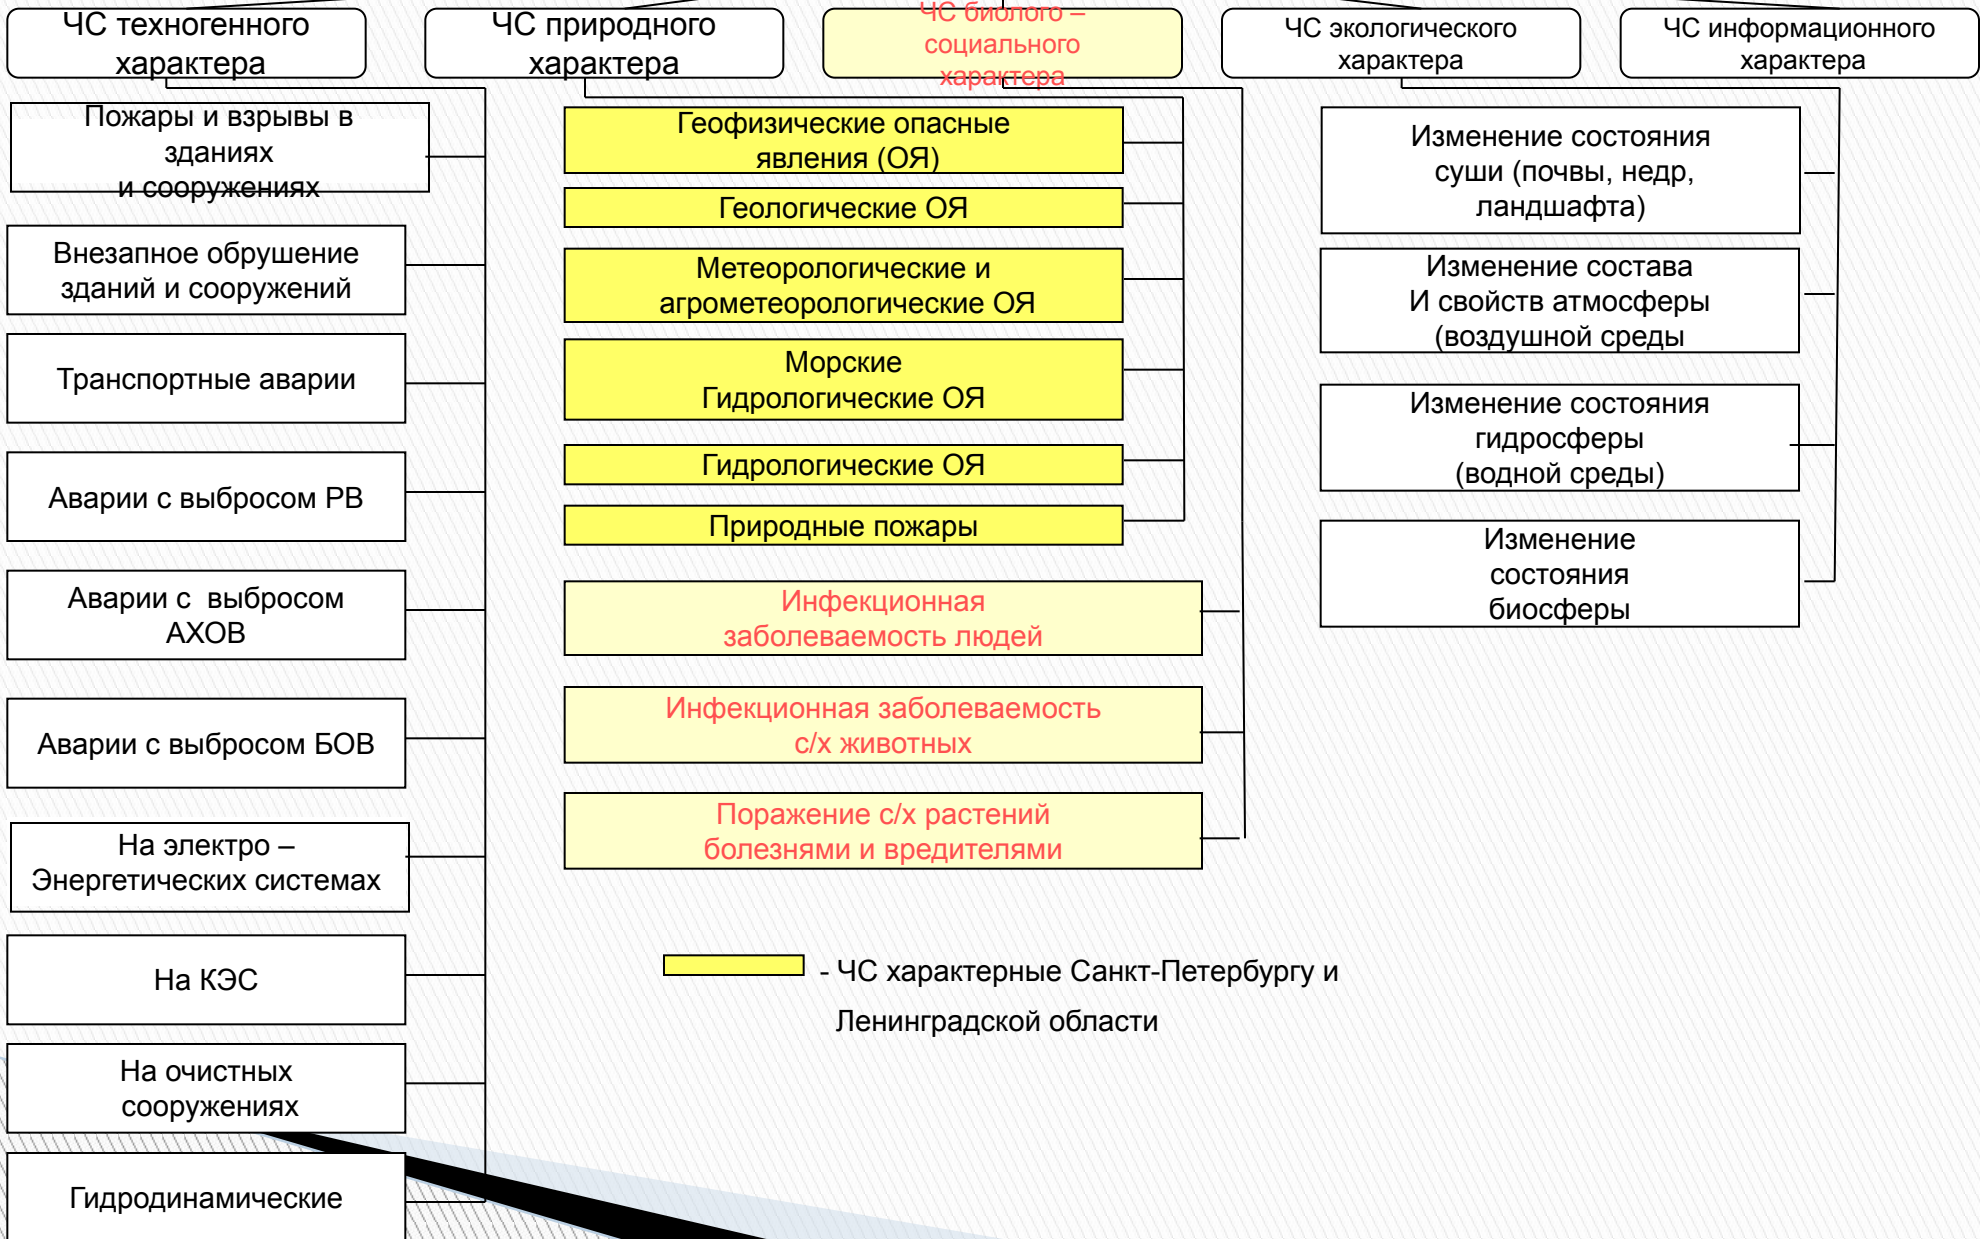 ЧС техногенного
характера
ЧС природного
характера
ЧС биолого –
социального
характера
ЧС экологического
характера
ЧС информационного
характера
Пожары и взрывы в
зданиях
и сооружениях
Внезапное обрушение
зданий и сооружений
Транспортные аварии
Аварии с выбросом РВ
Аварии с выбросом
АХОВ
Аварии с выбросом БОВ
На электро –
Энергетических системах
На КЭС
На очистных
сооружениях
Гидродинамические
Геофизические опасные
явления (ОЯ)
Геологические ОЯ
Метеорологические и
агрометеорологические ОЯ
Морские
Гидрологические ОЯ
Гидрологические ОЯ
Природные пожары
Инфекционная
заболеваемость людей
Инфекционная заболеваемость
с/х животных
Поражение с/х растений
болезнями и вредителями
Изменение состояния
суши (почвы, недр,
ландшафта)
Изменение состава
И свойств атмосферы
(воздушной среды
Изменение состояния
гидросферы
(водной среды)
Изменение
состояния
биосферы
- ЧС характерные Санкт-Петербургу и
Ленинградской области